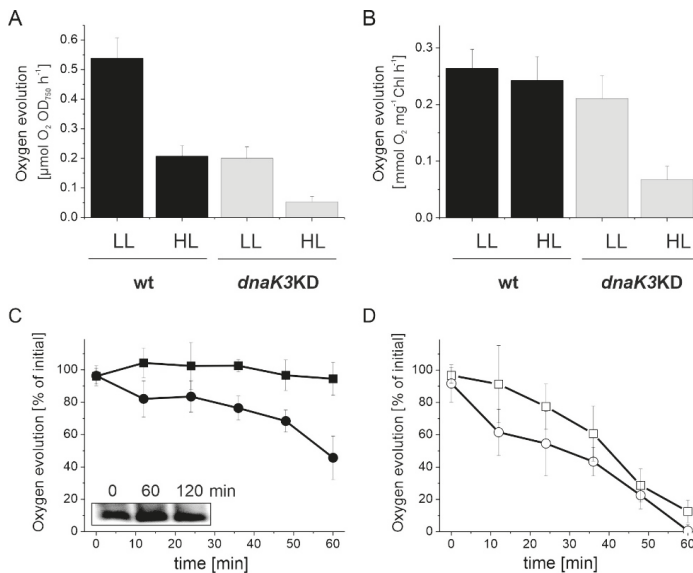 A
Oxygen evolution
[µmol O₂ OD₇₅₀ h⁻¹]
0.6
0.5
0.4
0.3
0.2
0.1
0.0
LL HL LL HL
wt dnaK3KD
B
Oxygen evolution
[mmol O₂ mg⁻¹ Chl h⁻¹]
0.3
0.2
0.1
0.0
LL HL LL HL
wt dnaK3KD
C
Oxygen evolution [% of initial]
120
100
80
60
40
20
0
0 60 120 min
0 10 20 30 40 50 60
time [min]
D
Oxygen evolution [% of initial]
120
100
80
60
40
20
0
0 10 20 30 40 50 60
time [min]